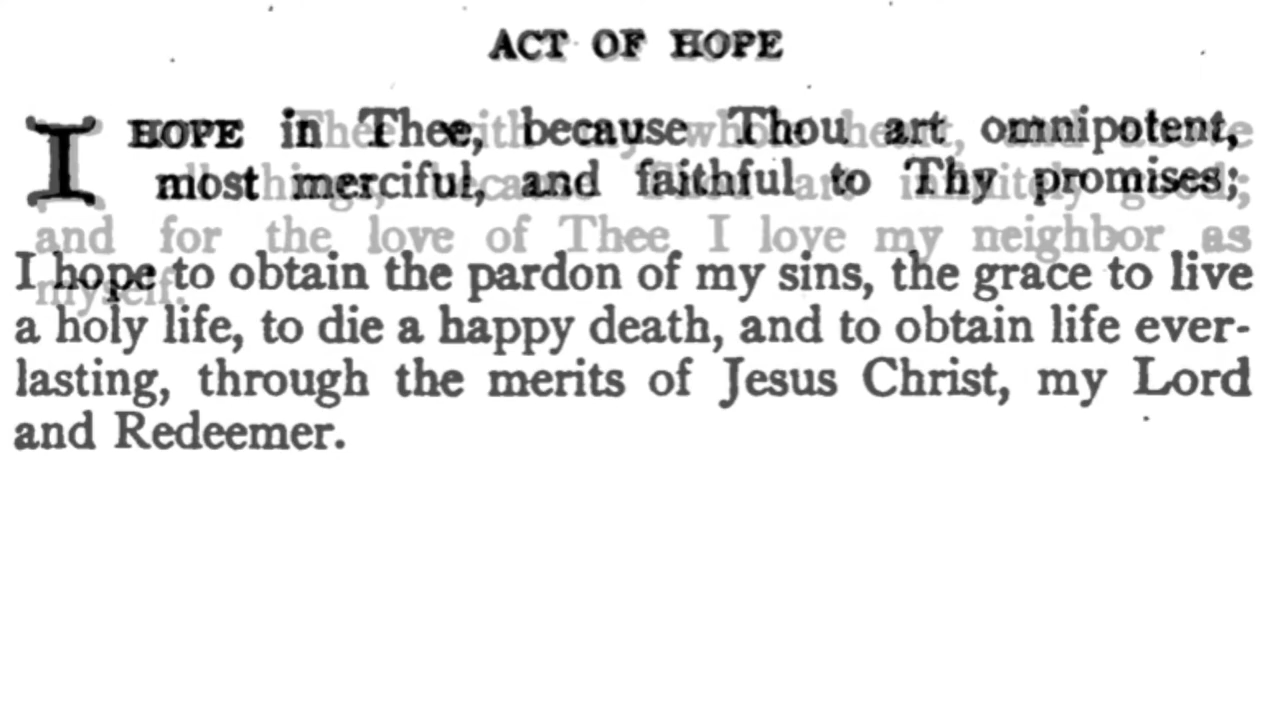 ACT OF HOPE
I HOPE in Thee, because Thou art omnipotent,
most merciful, and faithful to Thy promises;
and for the love of Thee I love my neighbor as
myself.
I hope to obtain the pardon of my sins, the grace to live
a holy life, to die a happy death, and to obtain life ever-
lasting, through the merits of Jesus Christ, my Lord
and Redeemer.